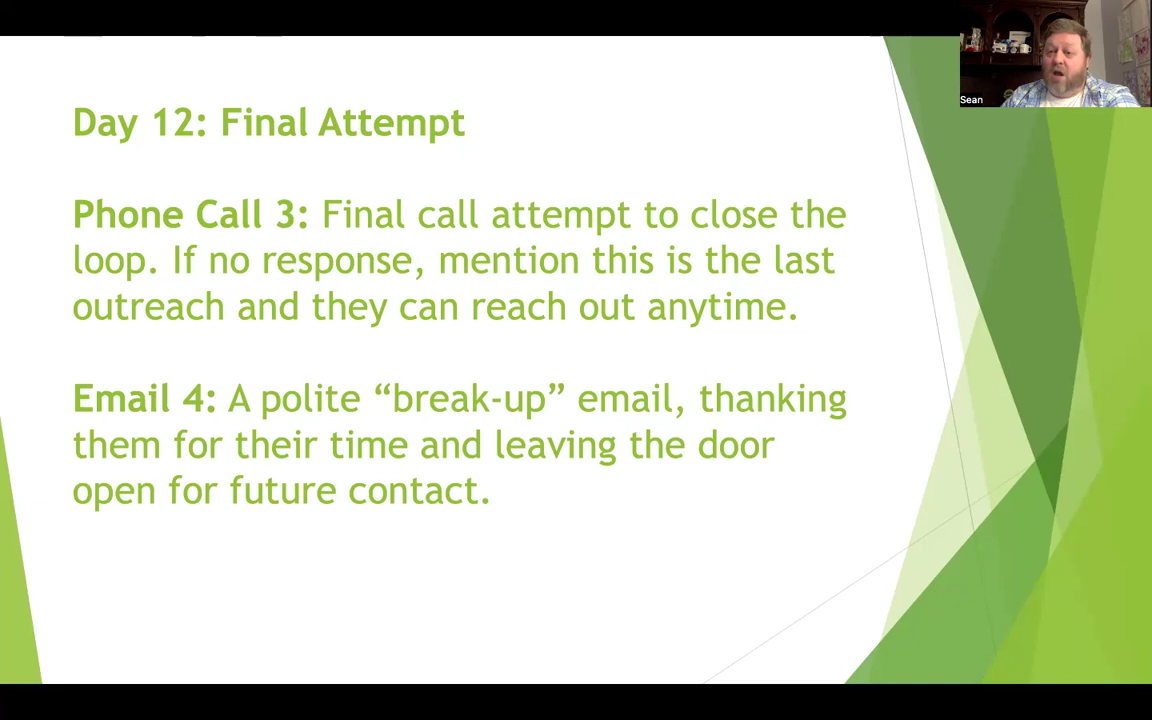 Day 12: Final Attempt
Phone Call 3: Final call attempt to close the
loop. If no response, mention this is the last
outreach and they can reach out anytime.
Email 4: A polite “break-up” email, thanking
them for their time and leaving the door
open for future contact.
Sean